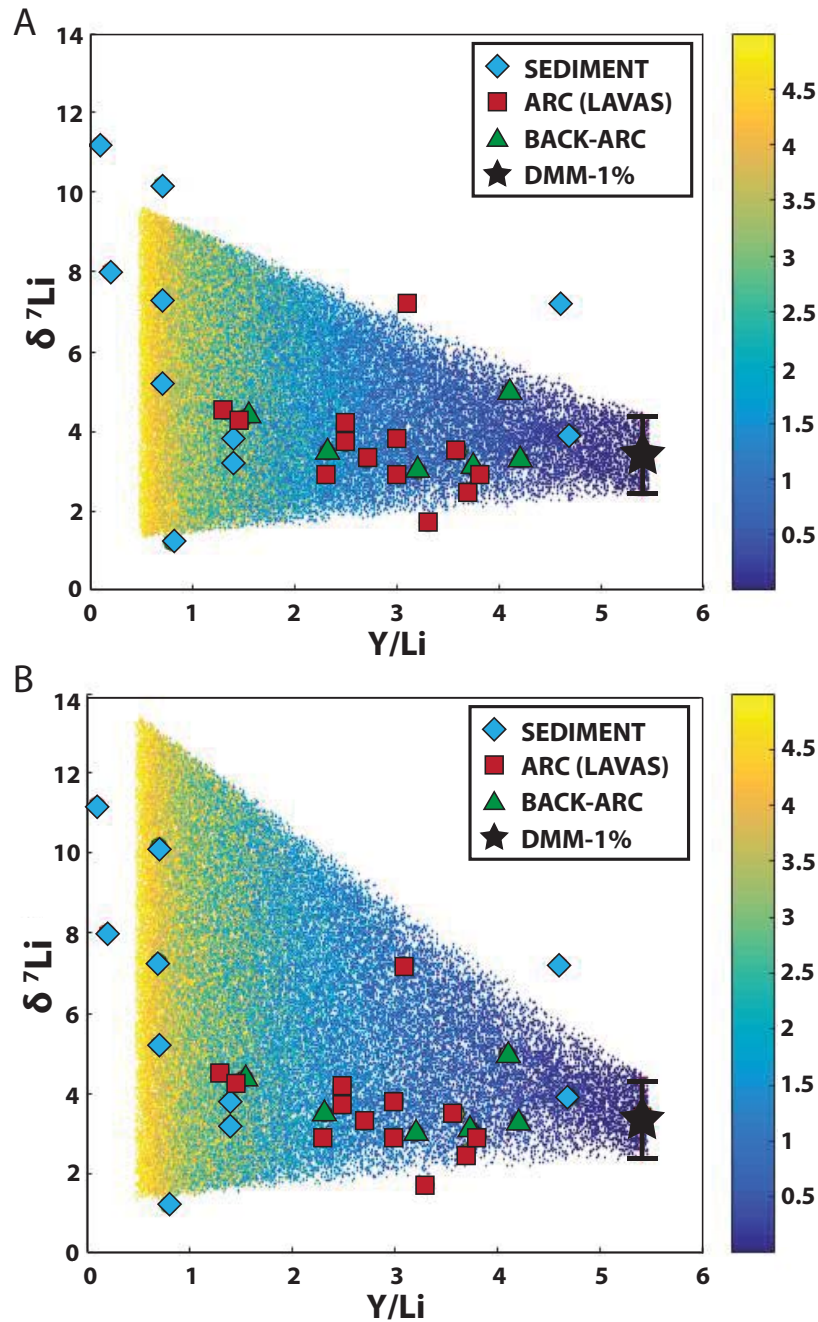 A
14
12
10
8
6
4
2
0
δ ⁷Li
0 1 2 3 4 5 6
Y/Li
SEDIMENT
ARC (LAVAS)
BACK-ARC
DMM-1%
4.5
4
3.5
3
2.5
2
1.5
1
0.5
B
14
12
10
8
6
4
2
0
δ ⁷Li
0 1 2 3 4 5 6
Y/Li
SEDIMENT
ARC (LAVAS)
BACK-ARC
DMM-1%
4.5
4
3.5
3
2.5
2
1.5
1
0.5